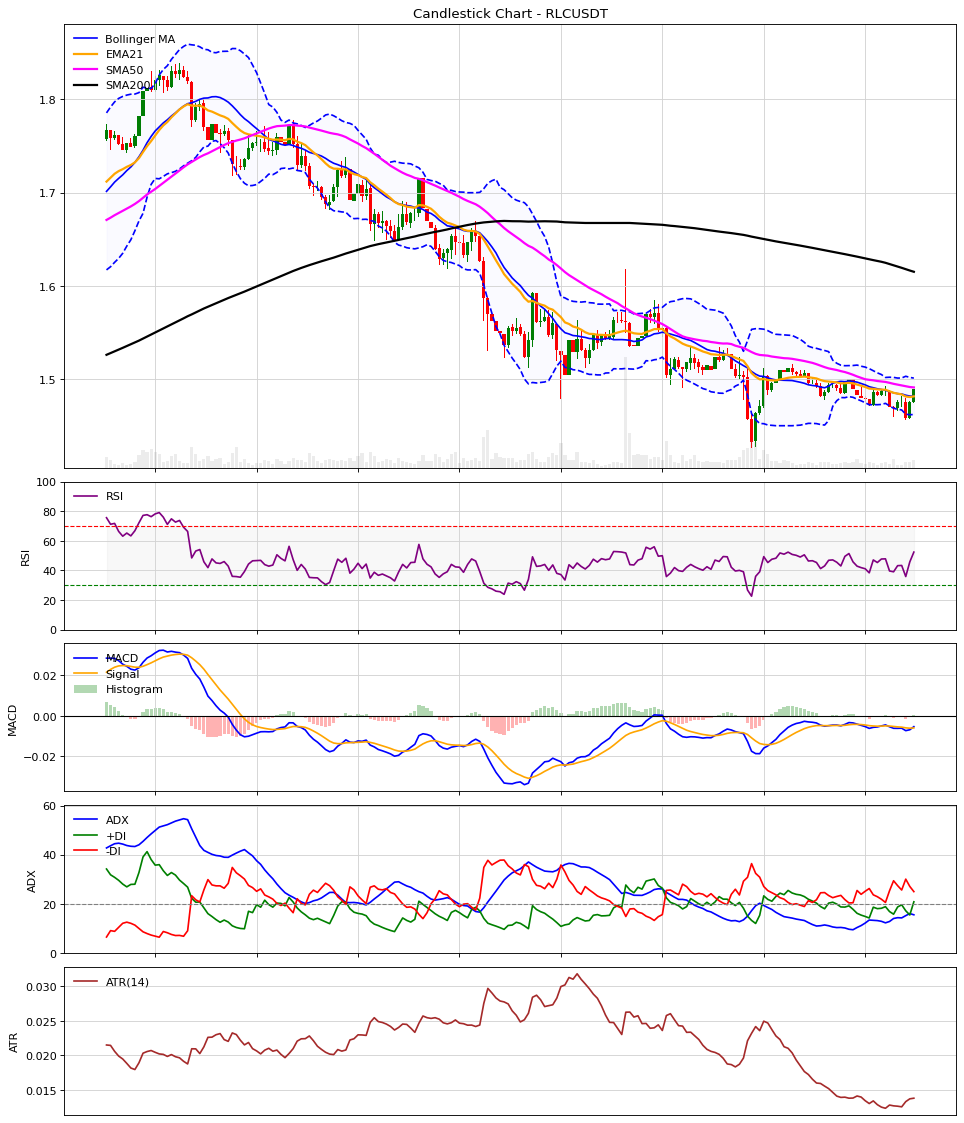 Candlestick Chart - RLCUSDT
Bollinger MA
EMA21
SMA50
SMA200
1.8
1.7
1.6
1.5
RSI
100
80
60
40
20
0
RSI
MACD
Signal
Histogram
0.02
0.00
−0.02
MACD
ADX
+DI
-DI
60
40
20
0
ADX
ATR(14)
0.030
0.025
0.020
0.015
ATR